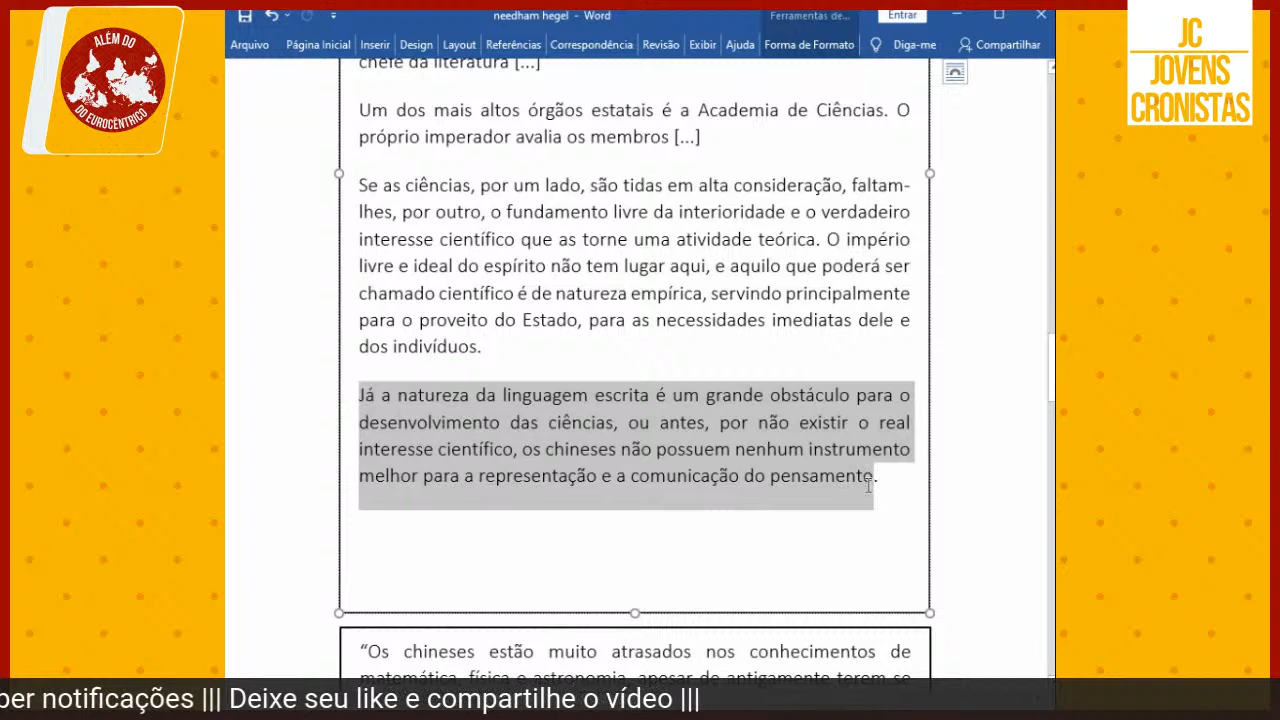 ALÉM DO
DO EUROCÊNTRICO
needham hegel - Word
Ferramentas de...
Entrar
Arquivo
Página Inicial
Inserir
Design
Layout
Referências
Correspondência
Revisão
Exibir
Ajuda
Forma de Formato
Diga-me
Compartilhar
JC
JOVENS
CRONISTAS
chefe da literatura [...]
Um dos mais altos órgãos estatais é a Academia de Ciências. O
próprio imperador avalia os membros [...]
Se as ciências, por um lado, são tidas em alta consideração, faltam-
lhes, por outro, o fundamento livre da interioridade e o verdadeiro
interesse científico que as torne uma atividade teórica. O império
livre e ideal do espírito não tem lugar aqui, e aquilo que poderá ser
chamado científico é de natureza empírica, servindo principalmente
para o proveito do Estado, para as necessidades imediatas dele e
dos indivíduos.
Já a natureza da linguagem escrita é um grande obstáculo para o
desenvolvimento das ciências, ou antes, por não existir o real
interesse científico, os chineses não possuem nenhum instrumento
melhor para a representação e a comunicação do pensamento.
“Os chineses estão muito atrasados nos conhecimentos de
matemática, física e astronomia, apesar de antigamente terem se
ber notificações ||| Deixe seu like e compartilhe o vídeo |||